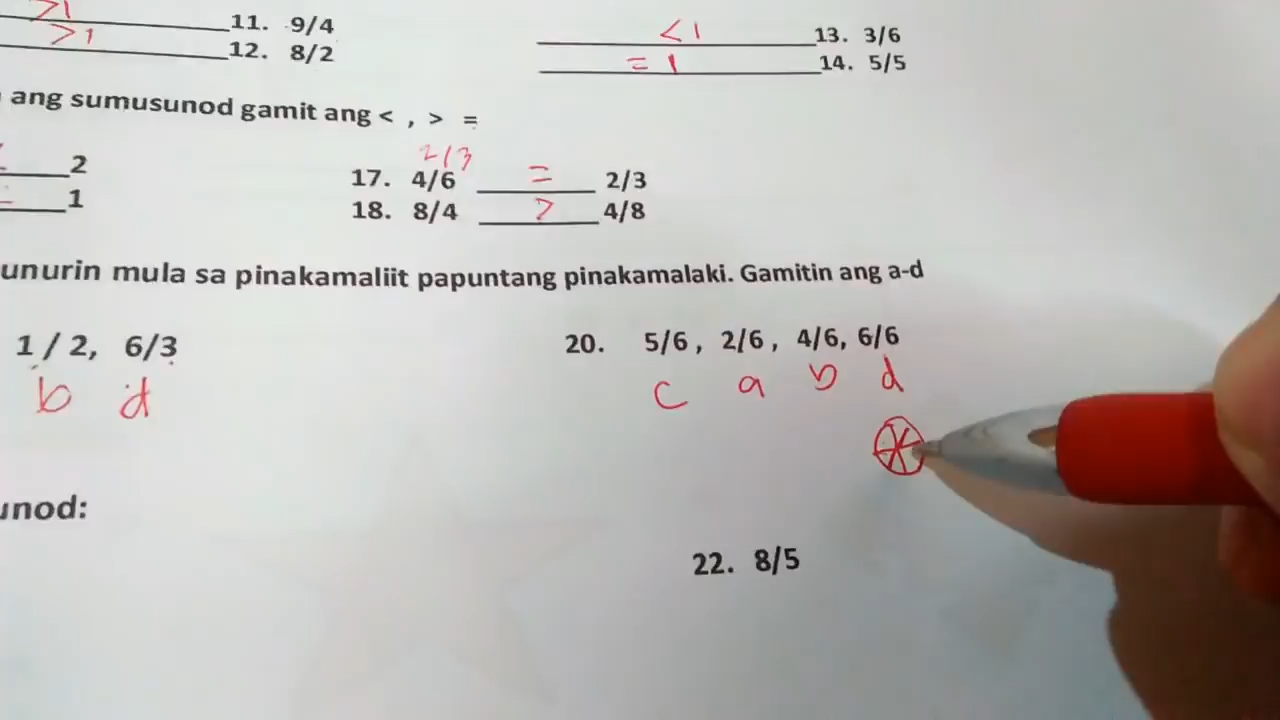 >1 11. 9/4 <1 13. 3/6
>1 12. 8/2 = 1 14. 5/5
ang sumusunod gamit ang < , > =
2/3
2 17. 4/6 = 2/3
1 18. 8/4 > 4/8
unurin mula sa pinakamaliit papuntang pinakamalaki. Gamitin ang a-d
1 / 2, 6/3 20. 5/6 , 2/6 , 4/6, 6/6
b d c a b d
unod:
22. 8/5